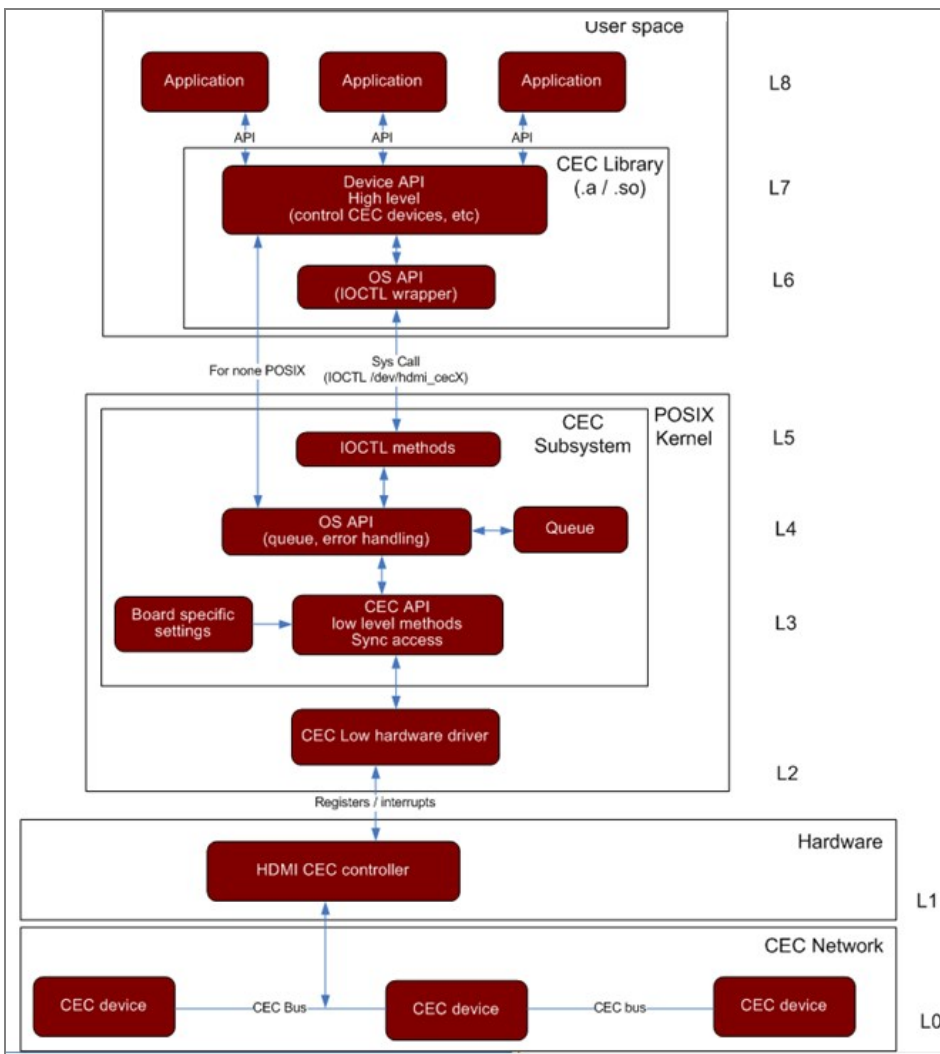 User space
Application
Application
Application
L8
API
API
API
CEC Library
(.a / .so)
Device API
High level
(control CEC devices, etc)
L7
OS API
(IOCTL wrapper)
L6
For none POSIX
Sys Call
(IOCTL /dev/hdmi_cecX)
CEC
Subsystem
POSIX
Kernel
IOCTL methods
L5
OS API
(queue, error handling)
Queue
L4
Board specific
settings
CEC API
low level methods
Sync access
L3
CEC Low hardware driver
L2
Registers / interrupts
Hardware
HDMI CEC controller
L1
CEC Network
CEC device
CEC Bus
CEC device
CEC bus
CEC device
L0